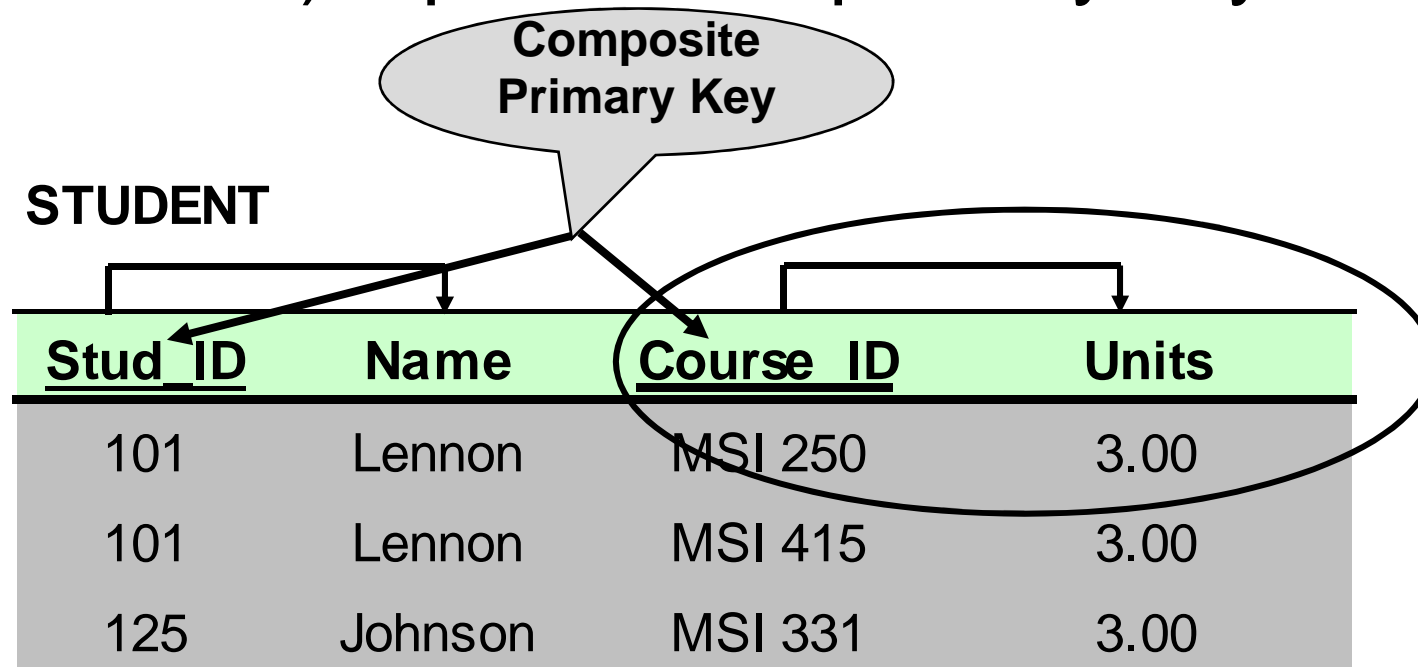 Composite
Primary Key
STUDENT
Stud_ID Name Course_ID Units
101 Lennon MSI 250 3.00
101 Lennon MSI 415 3.00
125 Johnson MSI 331 3.00